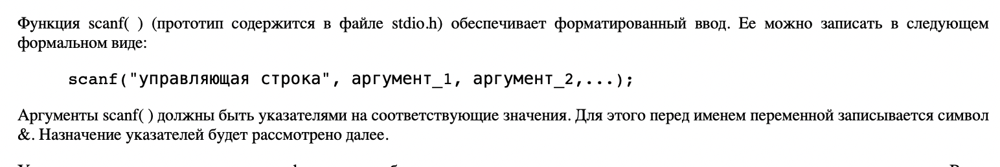 Функция scanf( ) (прототип содержится в файле stdio.h) обеспечивает форматированный ввод. Ее можно записать в следующем
формальном виде:
scanf("управляющая строка", аргумент_1, аргумент_2,...);
Аргументы scanf( ) должны быть указателями на соответствующие значения. Для этого перед именем переменной записывается символ
&. Назначение указателей будет рассмотрено далее.